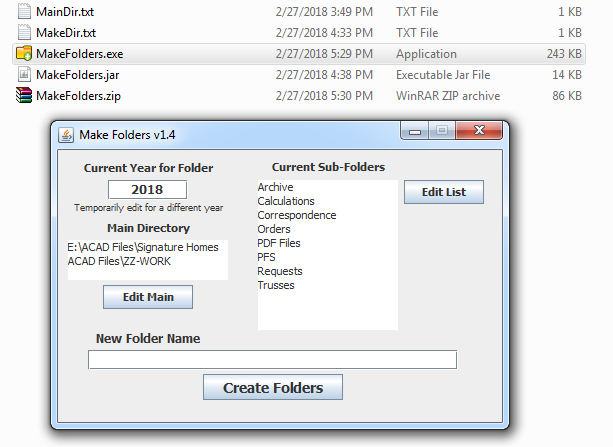 MainDir.txt 2/27/2018 3:49 PM TXT File 1 KB
MakeDir.txt 2/27/2018 4:33 PM TXT File 1 KB
MakeFolders.exe 2/27/2018 5:29 PM Application 243 KB
MakeFolders.jar 2/27/2018 4:38 PM Executable Jar File 14 KB
MakeFolders.zip 2/27/2018 5:30 PM WinRAR ZIP archive 86 KB
Make Folders v1.4
Current Year for Folder
2018
Temporarily edit for a different year
Main Directory
E:\ACAD Files\Signature Homes
ACAD Files\ZZ-WORK
Edit Main
Current Sub-Folders
Archive
Calculations
Correspondence
Orders
PDF Files
PFS
Requests
Trusses
Edit List
New Folder Name
Create Folders